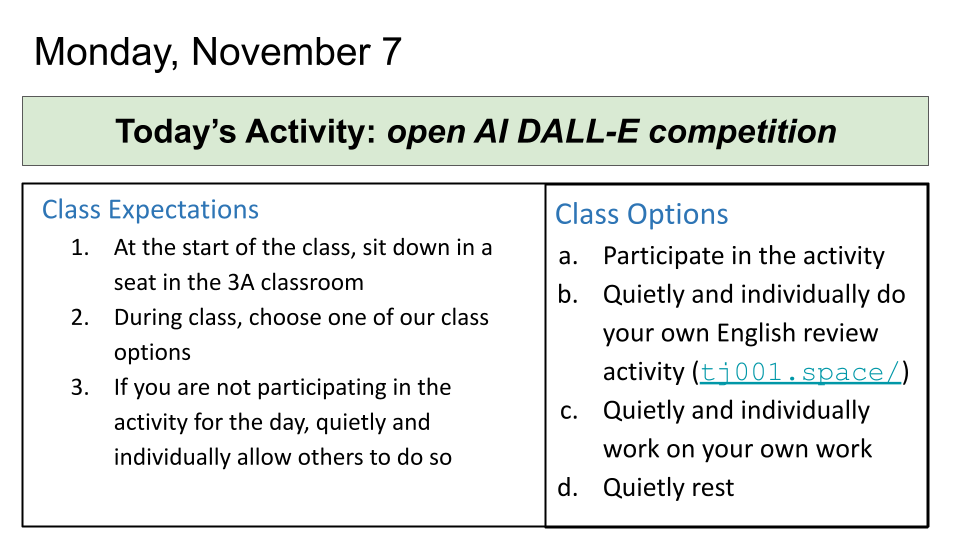 Monday, November 7
Today’s Activity: open AI DALL-E competition
Class Expectations
1. At the start of the class, sit down in a
seat in the 3A classroom
2. During class, choose one of our class
options
3. If you are not participating in the
activity for the day, quietly and
individually allow others to do so
Class Options
a. Participate in the activity
b. Quietly and individually do
your own English review
activity (tj001.space/)
c. Quietly and individually
work on your own work
d. Quietly rest